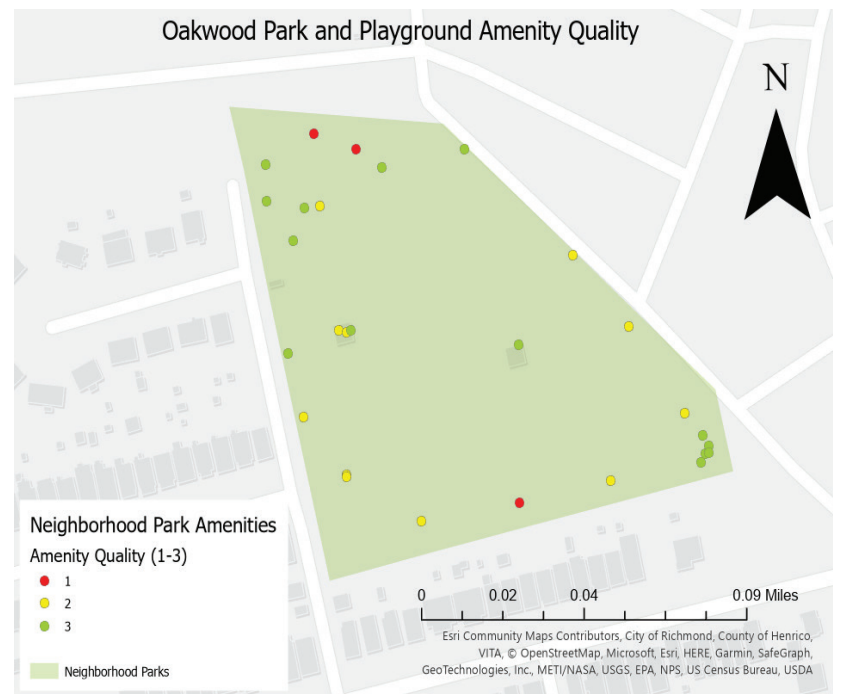 Oakwood Park and Playground Amenity Quality
N
Neighborhood Park Amenities
Amenity Quality (1-3)
1
2
3
Neighborhood Parks
0 0.02 0.04 0.09 Miles
Esri Community Maps Contributors, City of Richmond, County of Henrico,
VITA, © OpenStreetMap, Microsoft, Esri, HERE, Garmin, SafeGraph,
GeoTechnologies, Inc., METI/NASA, USGS, EPA, NPS, US Census Bureau, USDA